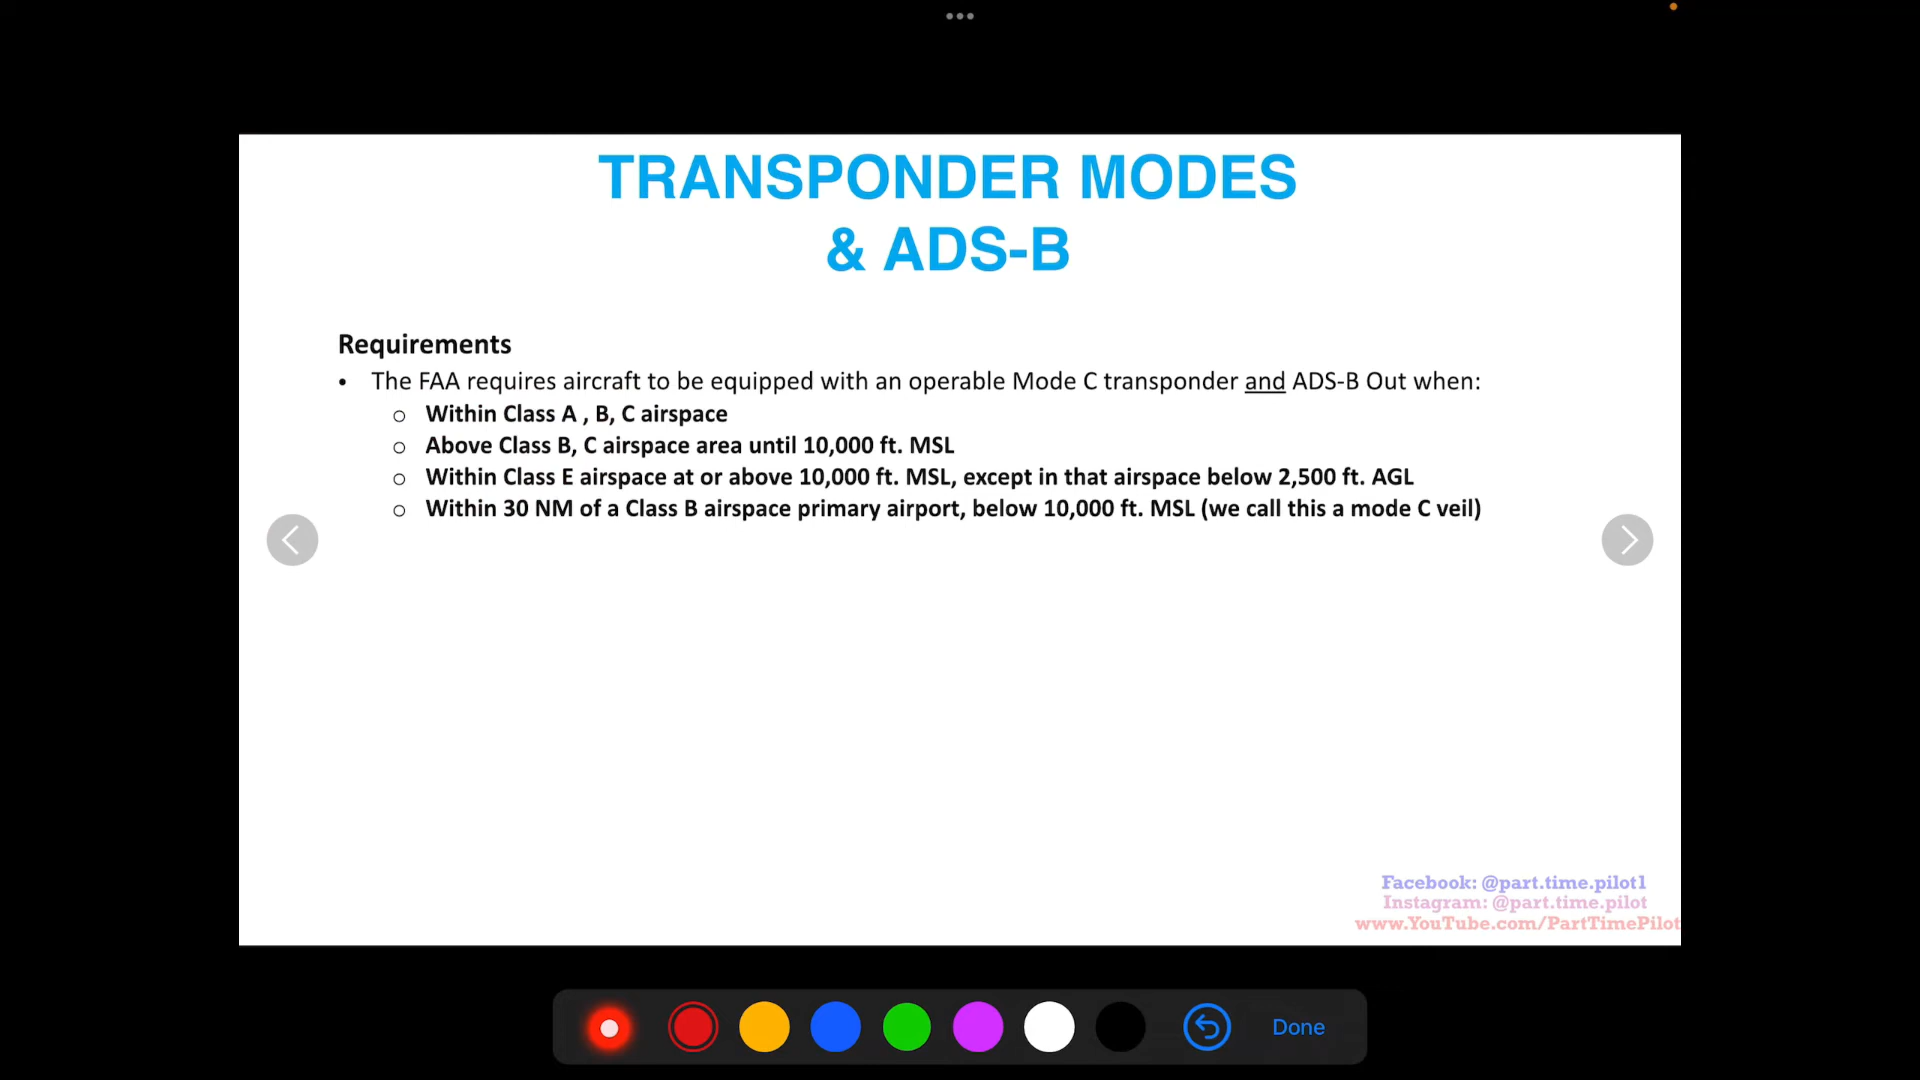 TRANSPONDER MODES
& ADS-B
Requirements
• The FAA requires aircraft to be equipped with an operable Mode C transponder and ADS-B Out when:
o Within Class A , B, C airspace
o Above Class B, C airspace area until 10,000 ft. MSL
o Within Class E airspace at or above 10,000 ft. MSL, except in that airspace below 2,500 ft. AGL
o Within 30 NM of a Class B airspace primary airport, below 10,000 ft. MSL (we call this a mode C veil)
Facebook: @part.time.pilot1
Instagram: @part.time.pilot
www.YouTube.com/PartTimePilot
Done